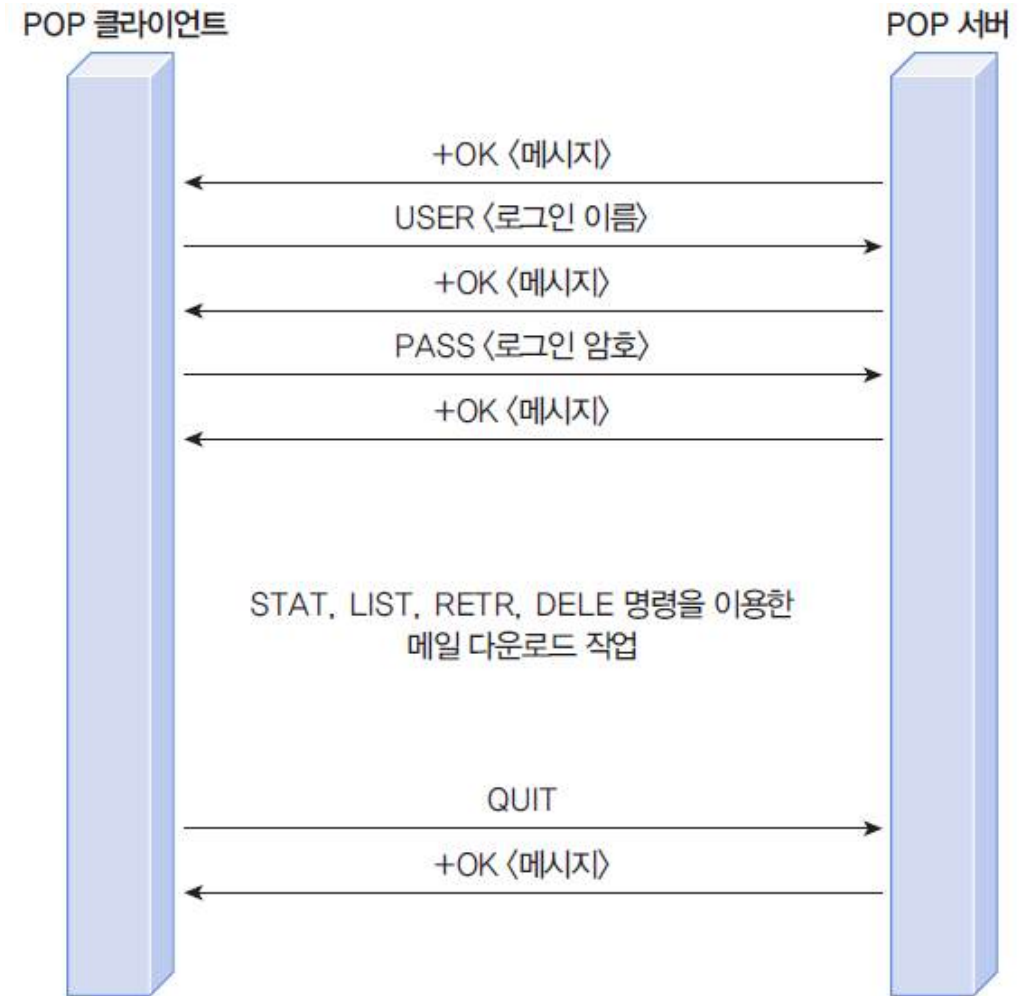 POP 클라이언트
POP 서버
+OK 〈메시지〉
USER 〈로그인 이름〉
+OK 〈메시지〉
PASS 〈로그인 암호〉
+OK 〈메시지〉
STAT, LIST, RETR, DELE 명령을 이용한
메일 다운로드 작업
QUIT
+OK 〈메시지〉